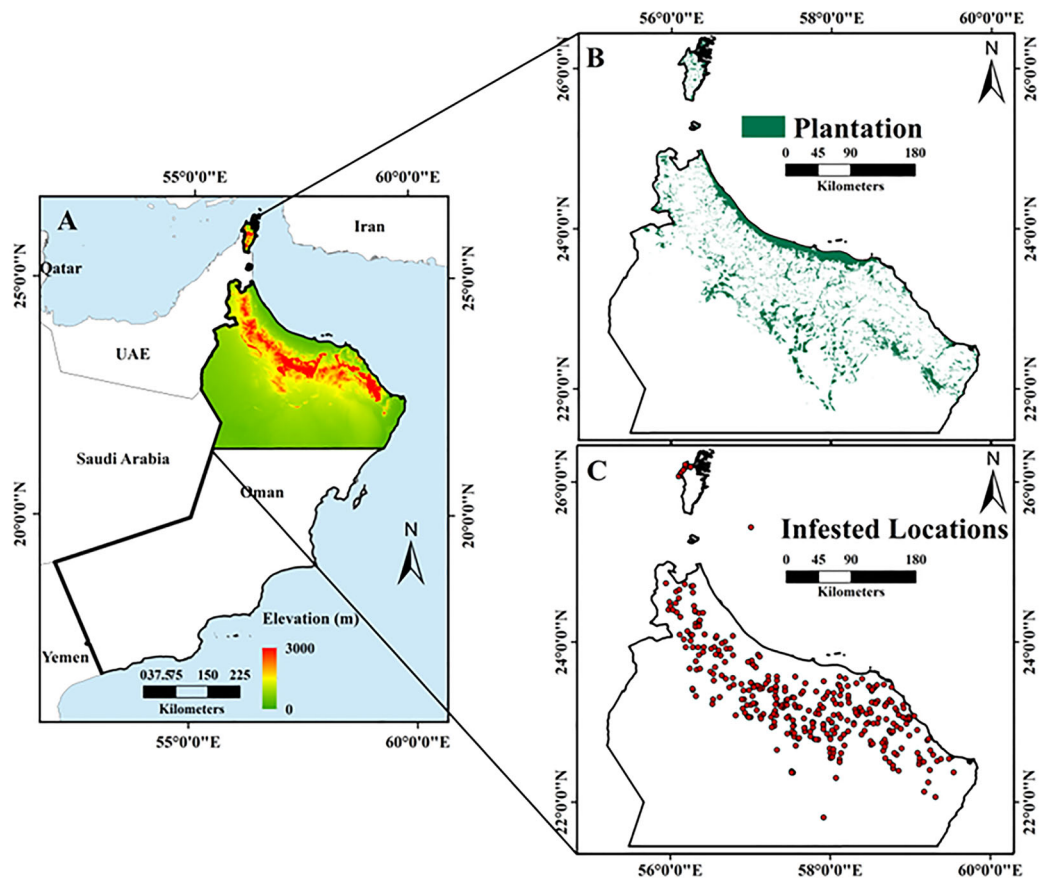 55°0'0"E
60°0'0"E
A
Iran
Qatar
25°0'0"N
25°0'0"N
UAE
Saudi Arabia
Oman
20°0'0"N
20°0'0"N
N
Yemen
Elevation (m)
3000
0
037.575 150 225
Kilometers
55°0'0"E
60°0'0"E
56°0'0"E
58°0'0"E
60°0'0"E
B
N
26°0'0"N
26°0'0"N
Plantation
0 45 90 180
Kilometers
24°0'0"N
24°0'0"N
22°0'0"N
22°0'0"N
C
N
26°0'0"N
26°0'0"N
Infested Locations
0 45 90 180
Kilometers
24°0'0"N
24°0'0"N
22°0'0"N
22°0'0"N
56°0'0"E
58°0'0"E
60°0'0"E